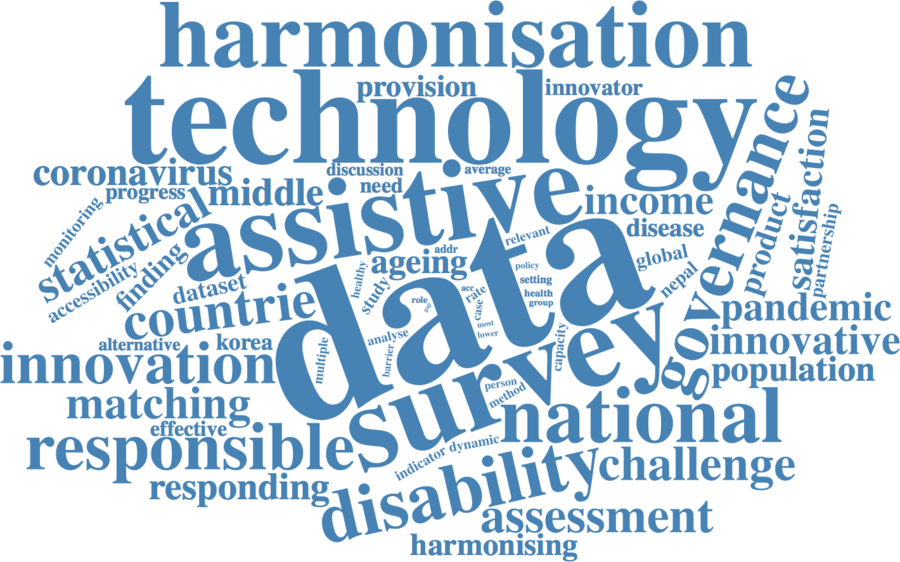 harmonisation
technology
provision
innovator
coronavirus
discussion
average
progress
middle
need
assistive
income
governance
satisfaction
monitoring
statistical
accessibility
finding
dataset
countrie
ageing
addr
relevant
disease
global
product
partnership
healthy
study
data
policy
setting
health
group
role
gap
acc
rate
case
most
lower
nepal
pandemic
innovative
population
alternative
korea
multiple
analyse
barrier
capacity
innovation
matching
effective
survey
person
method
national
responsible
indicator
dynamic
challenge
responding
disability
assessment
harmonising